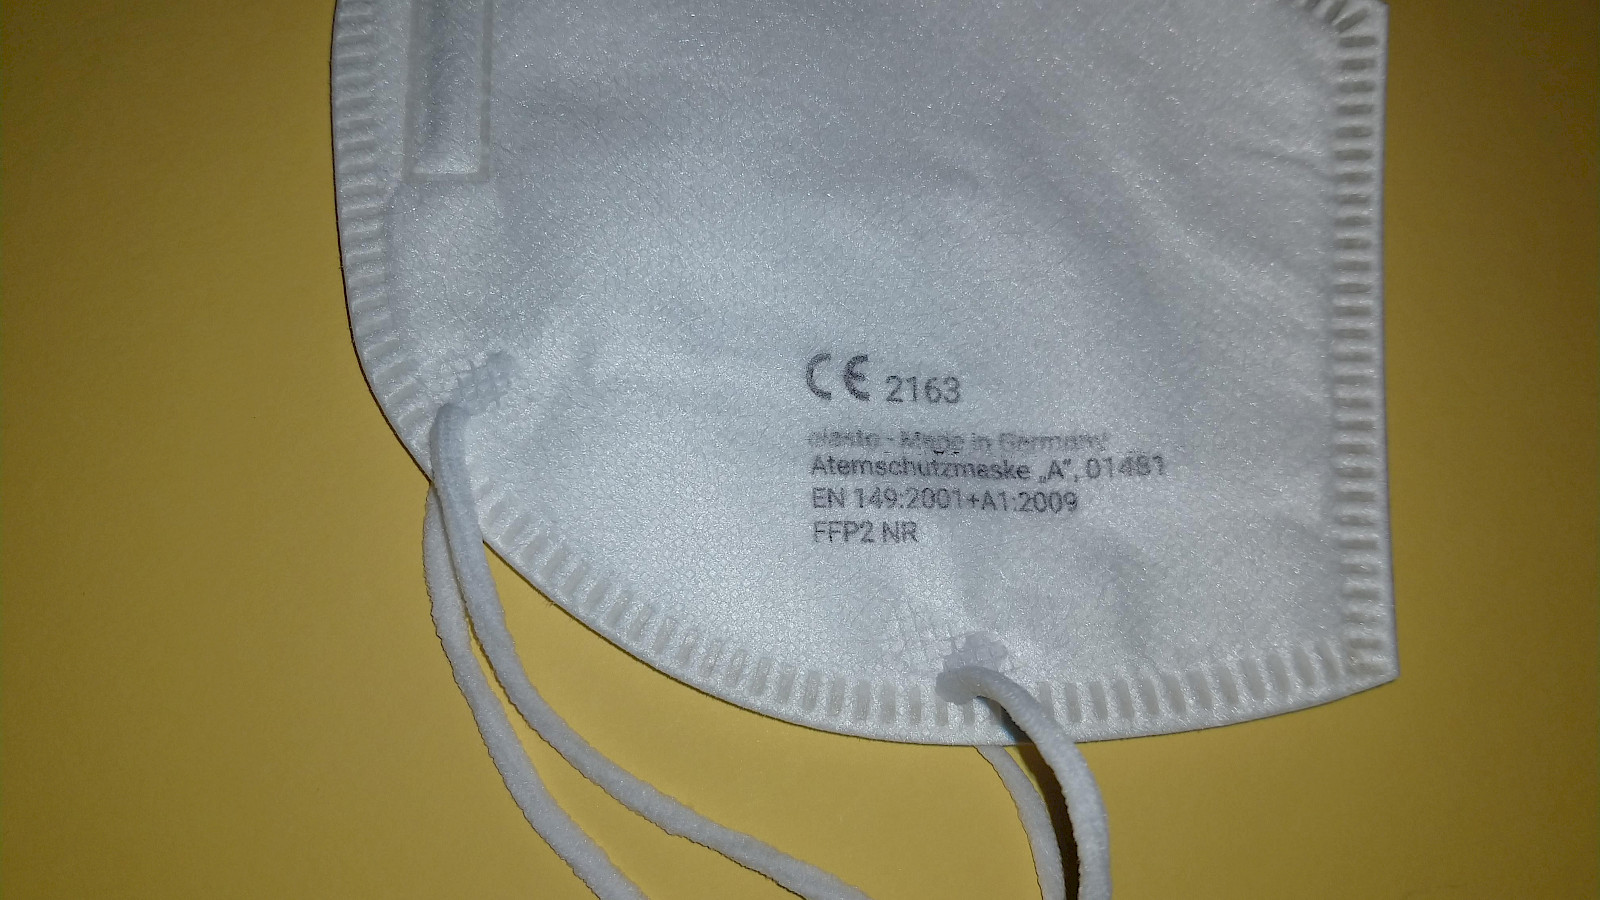 CE 2163
elasto - Made in Germany
Atemschutzmaske „A“, 01481
EN 149:2001+A1:2009
FFP2 NR